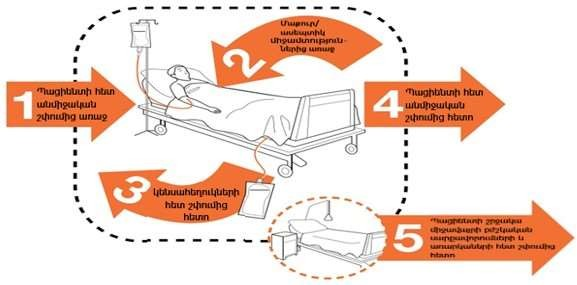 1
Պացիենտի հետ
անմիջական
շփումից առաջ
2
Մաքուր/
ասեպտիկ
միջամտություն-
ներից առաջ
3
կենսահեղուկների
հետ շփումից
հետո
4
Պացիենտի հետ
անմիջական
շփումից հետո
5
Պացիենտի շրջակա
միջավայրի բժշկական
սարքավորումների և
առարկաների հետ շփումից
հետո